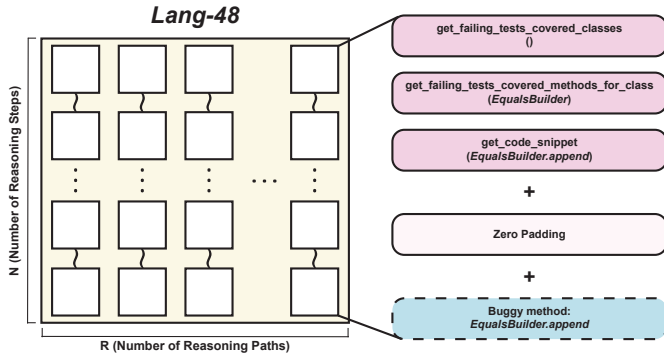 Lang-48
N (Number of Reasoning Steps)
R (Number of Reasoning Paths)
get_failing_tests_covered_classes
()
get_failing_tests_covered_methods_for_class
(EqualsBuilder)
get_code_snippet
(EqualsBuilder.append)
+
Zero Padding
+
Buggy method:
EqualsBuilder.append